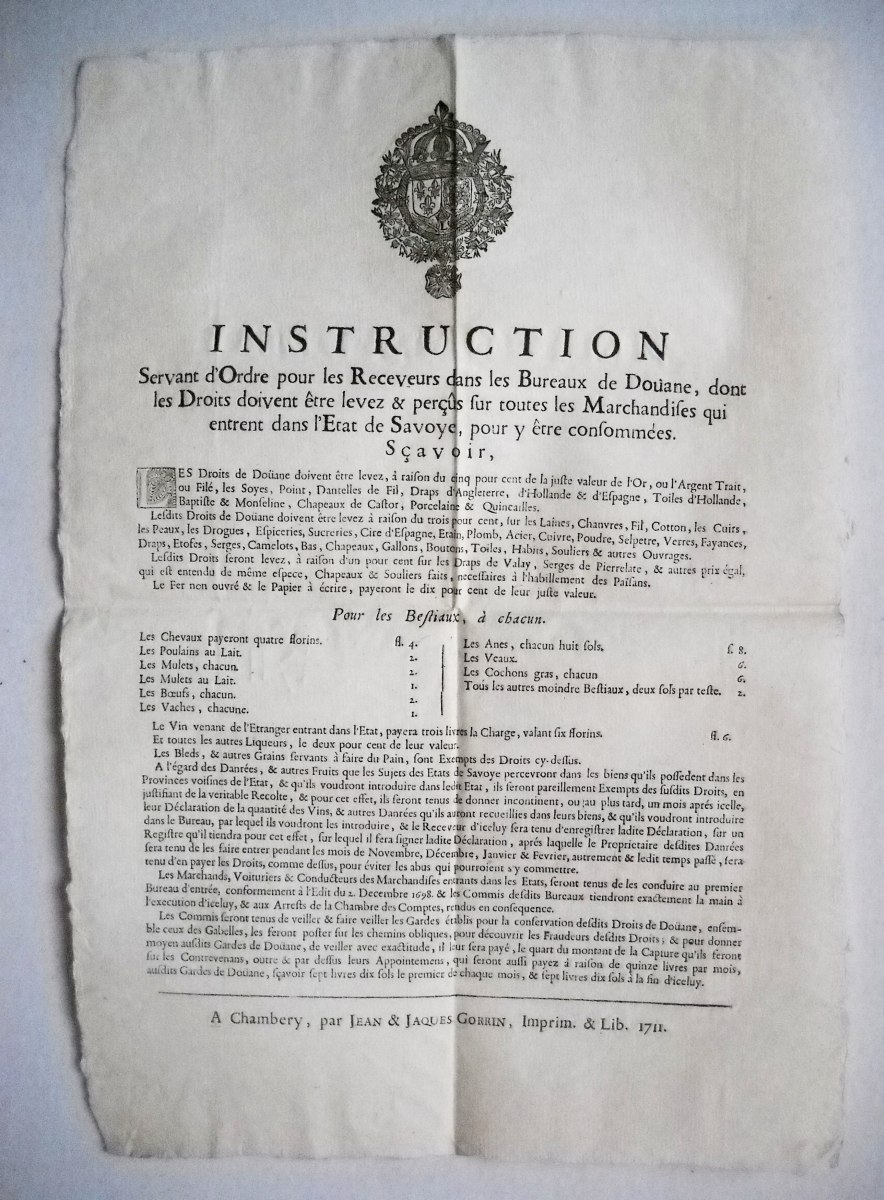 INSTRUCTION
Servant d'Ordre pour les Receveurs dans les Bureaux de Doüane, dont
les Droits doivent être levez & perçûs ſur toutes les Marchandiſes qui
entrent dans l'Etat de Savoye, pour y être conſommées.
Sçavoir,
LES Droits de Doüane doivent être levez, à raiſon du cinq pour cent de la juſte valeur de l'Or, ou l'Argent Trait,
ou Filé, les Soyes, Point, Dantelles de Fil, Draps d'Angleterre, d'Hollande & d'Eſpagne, Toiles d'Hollande,
Baptiſte & Monſeline, Chapeaux de Caſtor, Porcelaine & Quincailles.
Leſdits Droits de Doüane doivent être levez à raiſon du trois pour cent, ſur les Laines, Chanvres, Fil, Cotton, les Cuirs,
les Peaux, les Drogues, Eſpiceries, Sucreries, Cire d'Eſpagne, Etain, Plomb, Acier, Cuivre, Poudre, Selpetre, Verres, Fayances,
Draps, Etofes, Serges, Camelots, Bas, Chapeaux, Gallons, Boutons, Toiles, Habits, Souliers & autres Ouvrages.
Leſdits Droits ſeront levez, à raiſon d'un pour cent ſur les Draps de Valay, Serges de Pierrelate, & autres prix égal,
qui eſt entendu de même eſpece, Chapeaux & Souliers faits, neceſſaires à l'habillement des Païſans.
Le Fer non ouvré & le Papier à écrire, payeront le dix pour cent de leur juſte valeur.
Pour les Beſtiaux, à chacun.
Les Chevaux payeront quatre florins. fl. 4.
Les Poulains au Lait. 2.
Les Mulets, chacun. 2.
Les Mulets au Lait. 1.
Les Bœufs, chacun. 2.
Les Vaches, chacune. 1.
Les Anes, chacun huit ſols. ſ. 8.
Les Veaux. 6.
Les Cochons gras, chacun 6.
Tous les autres moindre Beſtiaux, deux ſols par teſte. 2.
Le Vin venant de l'Etranger entrant dans l'Etat, payera trois livres la Charge, valant ſix florins. fl. 6.
Et toutes les autres Liqueurs, le deux pour cent de leur valeur.
Les Bleds, & autres Grains ſervants à faire du Pain, ſont Exempts des Droits cy-deſſus.
A l'égard des Danrées, & autres Fruits que les Sujets des Etats de Savoye percevront dans les biens qu'ils poſſedent dans les
Provinces voiſines de l'Etat, & qu'ils voudront introduire dans ledit Etat, ils ſeront pareillement Exempts des ſuſdits Droits, en
juſtifiant de la veritable Recolte, & pour cet effet, ils ſeront tenus de donner incontinent, ou au plus tard, un mois aprés icelle,
leur Déclaration de la quantité des Vins, & autres Danrées qu'ils auront recueillies dans leurs biens, & qu'ils voudront introduire
dans le Bureau, par lequel ils voudront les introduire, & le Receveur d'iceluy ſera tenu d'enregiſtrer ladite Déclaration, ſur un
Regiſtre qu'il tiendra pour cet effet, ſur lequel il fera ſigner ladite Déclaration, aprés laquelle le Proprietaire deſdites Danrées
ſera tenu de les faire entrer pendant les mois de Novembre, Décembre, Janvier & Fevrier, autrement & ledit temps paſſé, ſera
tenu d'en payer les Droits, comme deſſus, pour éviter les abus qui pourroient s'y commettre.
Les Marchands, Voituriers & Conducteurs des Marchandiſes entrants dans les Etats, ſeront tenus de les conduire au premier
Bureau d'entrée, conformement à l'Edit du 2. Decembre 1698. & les Commis deſdits Bureaux tiendront exactement la main à
l'execution d'iceluy, & aux Arreſts de la Chambre des Comptes, rendus en conſequence.
Les Commis ſeront tenus de veiller & faire veiller les Gardes établis pour la conſervation deſdits Droits de Doüane, enſem-
ble ceux des Gabelles, les feront poſter ſur les chemins obliques, pour découvrir les Fraudeurs deſdits Droits; & pour donner
moyen auſdits Gardes de Doüane, de veiller avec exactitude, il leur ſera payé, le quart du montant de la Capture qu'ils feront
ſur les Contrevenans, outre & par deſſus leurs Appointemens, qui ſeront auſſi payez à raiſon de quinze livres par mois,
auſdits Gardes de Doüane, ſçavoir ſept livres dix ſols le premier de chaque mois, & ſept livres dix ſols à la fin d'iceluy.
A Chambery, par JEAN & JAQUES GORRIN, Imprim. & Lib. 1711.